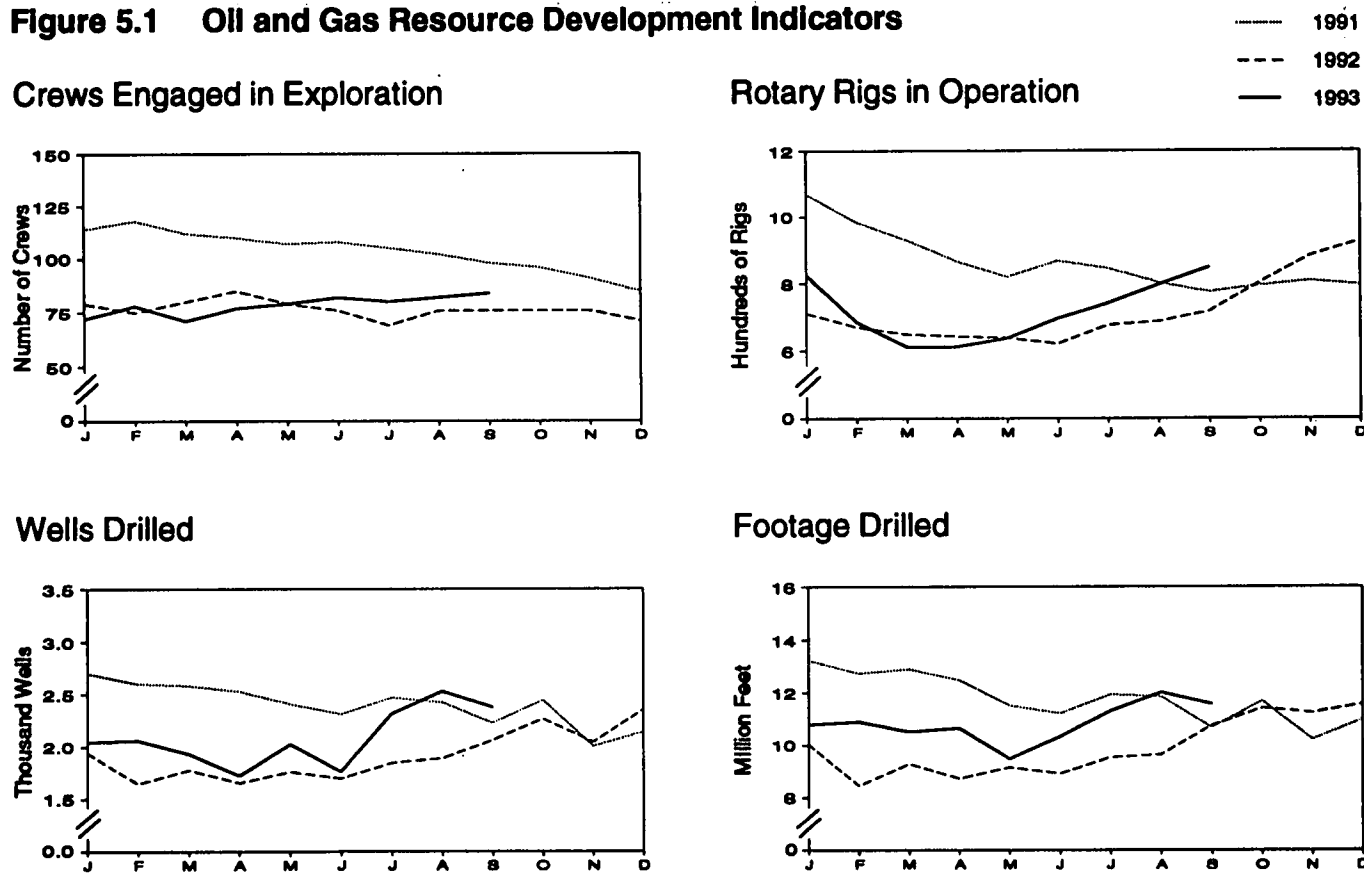 Figure 5.1 Oil and Gas Resource Development Indicators
1991
1992
1993
Crews Engaged in Exploration
Number of Crews
150
125
100
75
50
0
J F M A M J J A S O N D
Rotary Rigs in Operation
Hundreds of Rigs
12
10
8
6
0
J F M A M J J A S O N D
Wells Drilled
Thousand Wells
3.5
3.0
2.5
2.0
1.5
0.0
J F M A M J J A S O N D
Footage Drilled
Million Feet
16
14
12
10
8
0
J F M A M J J A S O N D